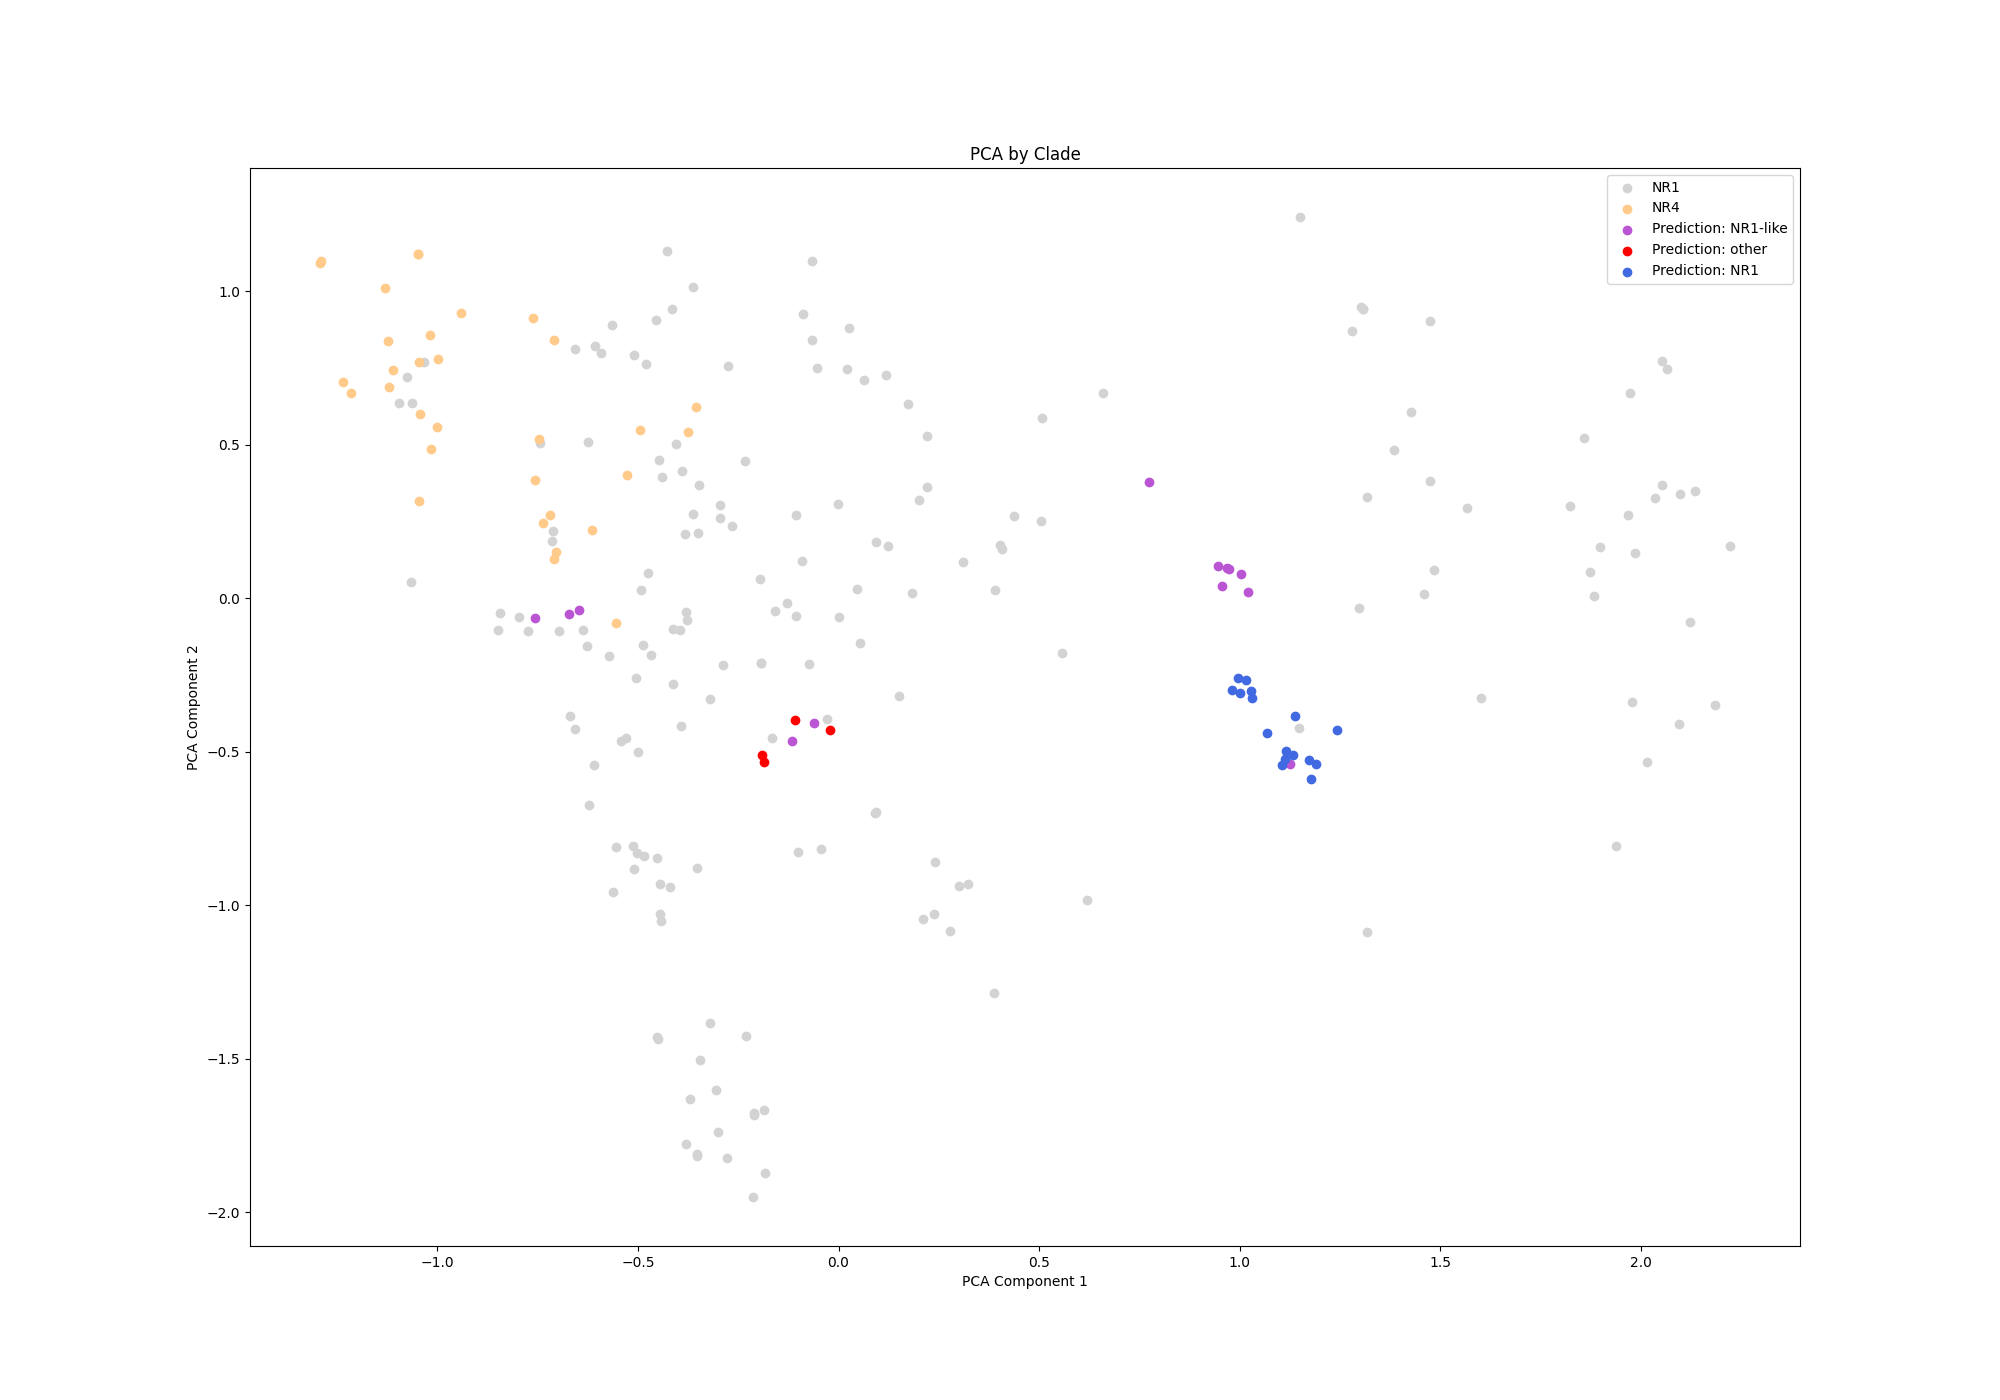 PCA by Clade
NR1
NR4
Prediction: NR1-like
Prediction: other
Prediction: NR1
1.0
0.5
0.0
−0.5
−1.0
−1.5
−2.0
PCA Component 2
−1.0
−0.5
0.0
0.5
1.0
1.5
2.0
PCA Component 1